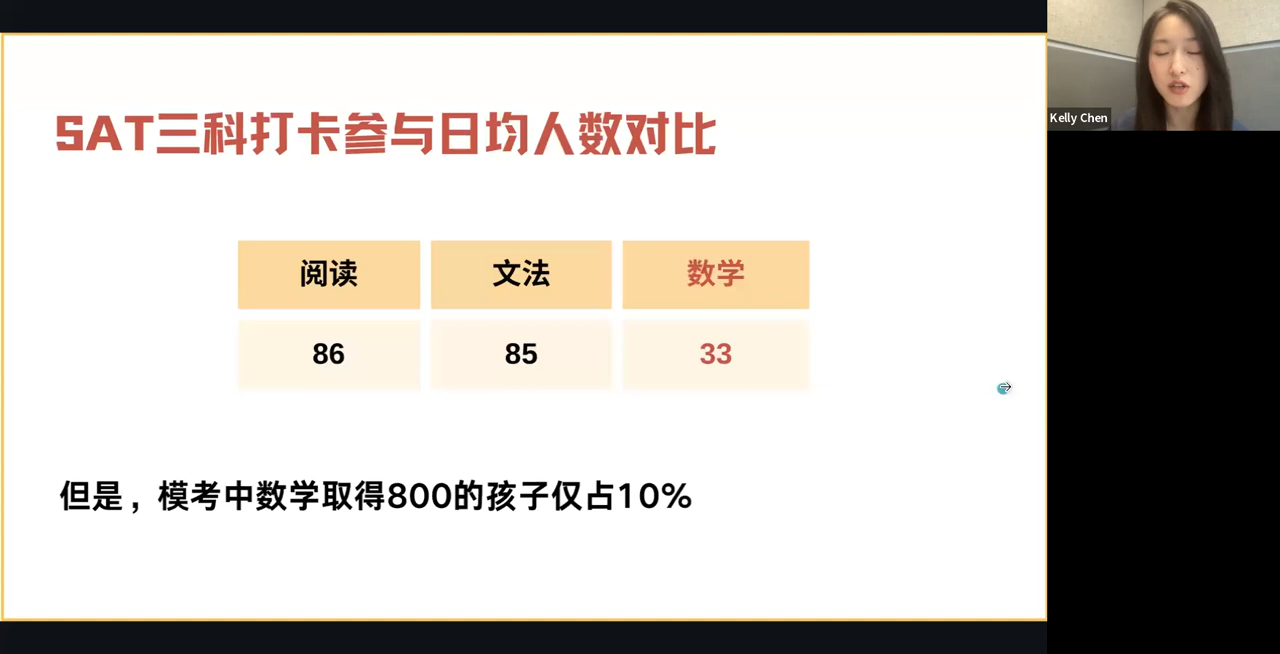 SAT三科打卡参与日均人数对比
阅读 文法 数学
86 85 33
但是，模考中数学取得800的孩子仅占10%
Kelly Chen